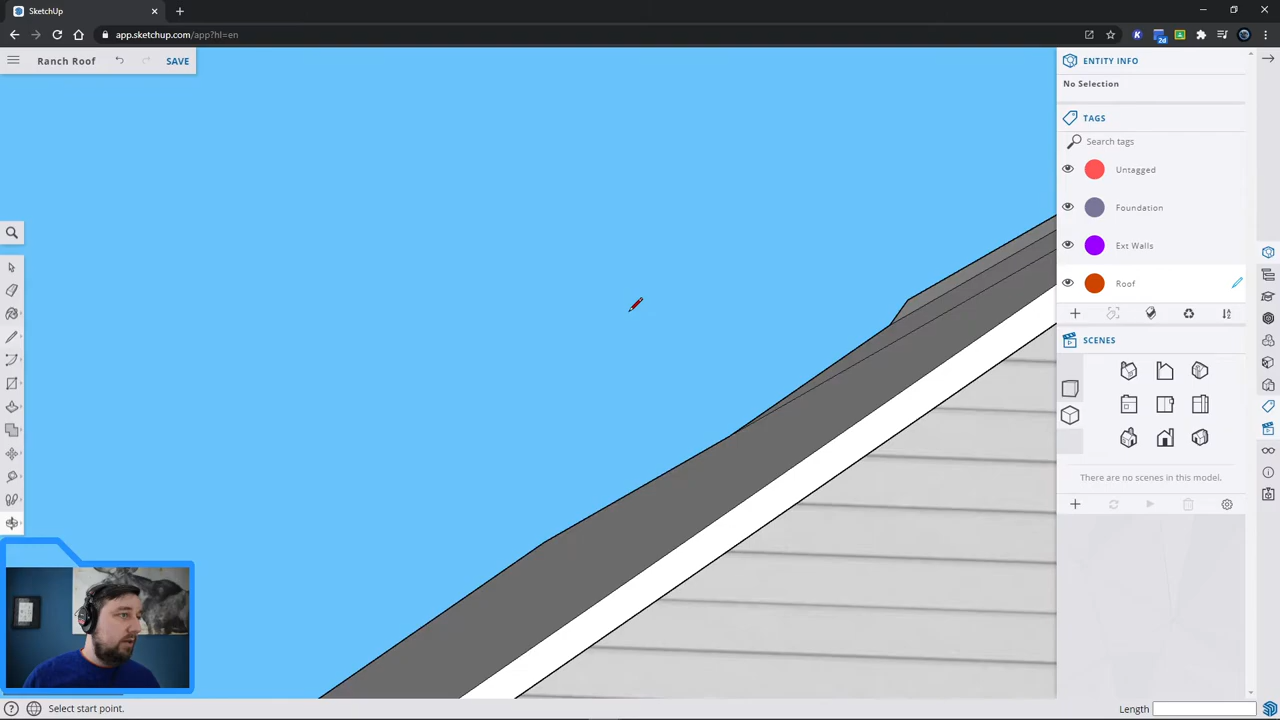 SketchUp
app.sketchup.com/app?hl=en
2d
Ranch Roof
SAVE
ENTITY INFO
No Selection
TAGS
Search tags
Untagged
Foundation
Ext Walls
Roof
SCENES
There are no scenes in this model.
Select start point.
Length